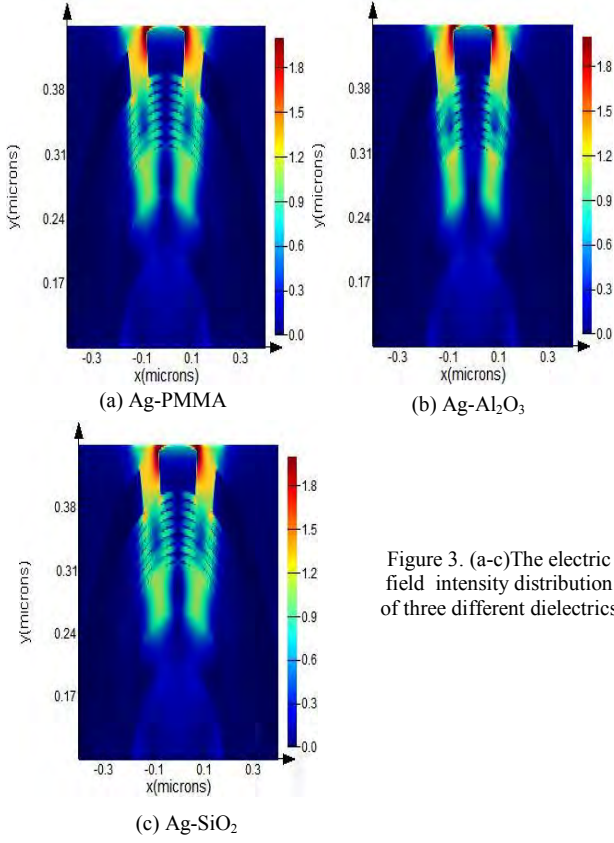 1.8
1.5
1.2
0.9
0.6
0.3
0.0
y(microns)
0.38
0.31
0.24
0.17
-0.3 -0.1 0.1 0.3
x(microns)
(a) Ag-PMMA
1.8
1.5
1.2
0.9
0.6
0.3
0.0
y(microns)
0.38
0.31
0.24
0.17
-0.3 -0.1 0.1 0.3
x(microns)
(b) Ag-Al₂O₃
1.8
1.5
1.2
0.9
0.6
0.3
0.0
y(microns)
0.38
0.31
0.24
0.17
-0.3 -0.1 0.1 0.3
x(microns)
(c) Ag-SiO₂
Figure 3. (a-c)The electric
field intensity distribution
of three different dielectrics